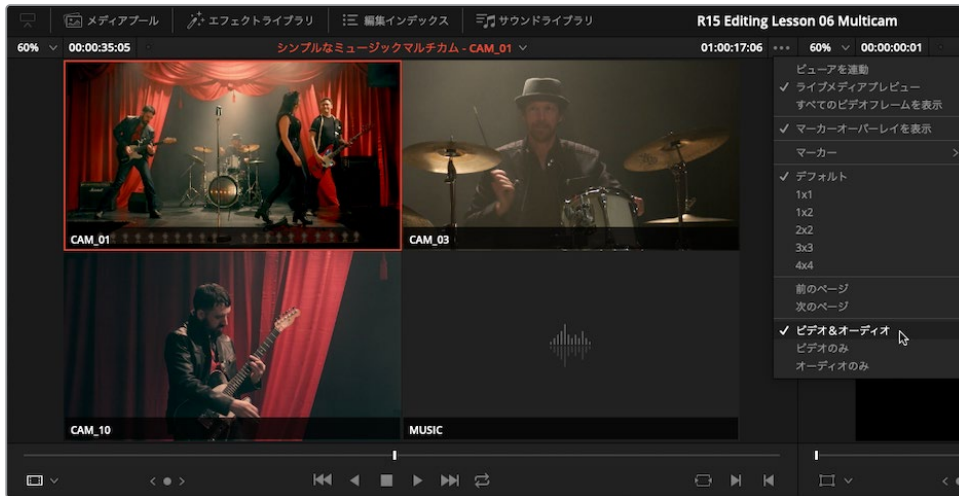 メディアプール
エフェクトライブラリ
編集インデックス
サウンドライブラリ
R15 Editing Lesson 06 Multicam
60%
00:00:35:05
シンプルなミュージックマルチカム - CAM_01
01:00:17:06
60%
00:00:00:01
CAM_01
CAM_03
CAM_10
MUSIC
ビューアを連動
ライブメディアプレビュー
すべてのビデオフレームを表示
マーカーオーバーレイを表示
マーカー
デフォルト
1x1
1x2
2x2
3x3
4x4
前のページ
次のページ
ビデオ&オーディオ
ビデオのみ
オーディオのみ